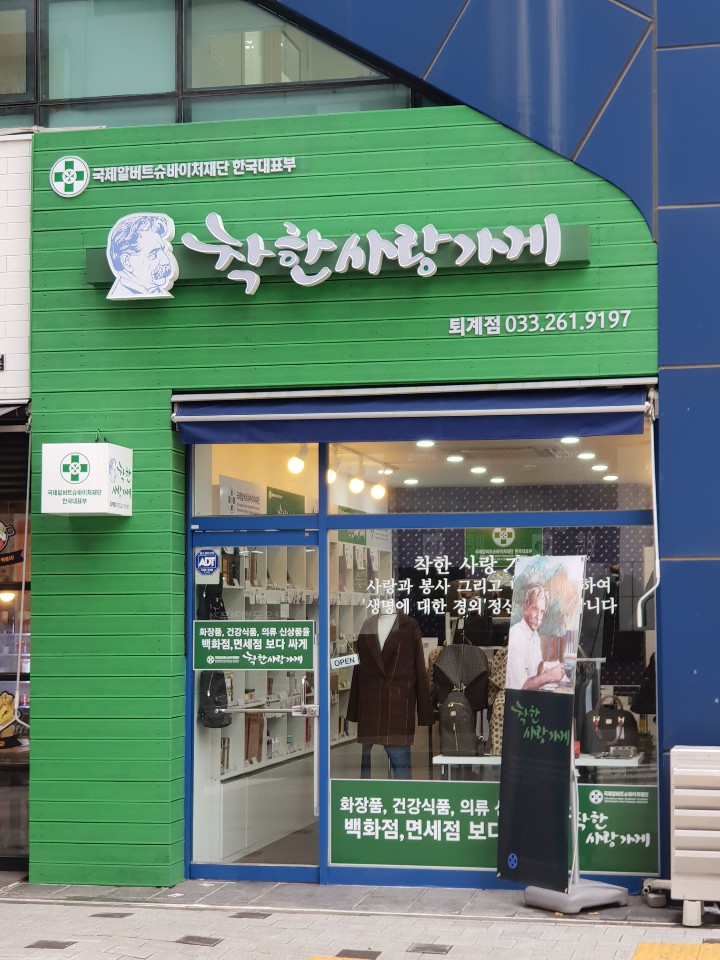 국제알버트슈바이처재단 한국대표부
착한사랑가게
퇴계점 033.261.9197
국제알버트슈바이처재단
한국대표부
착한
사랑가게
ADT
착한 사랑
사랑과 봉사 그리고 하여
'생명에 대한 경외'정신 니다
화장품, 건강식품, 의류 신상품을
백화점,면세점 보다 싸게
착한사랑가게
OPEN
착한
사랑가게
화장품, 건강식품, 의류
백화점,면세점 보다
국제알버트슈바이처재단
착한
사랑가게